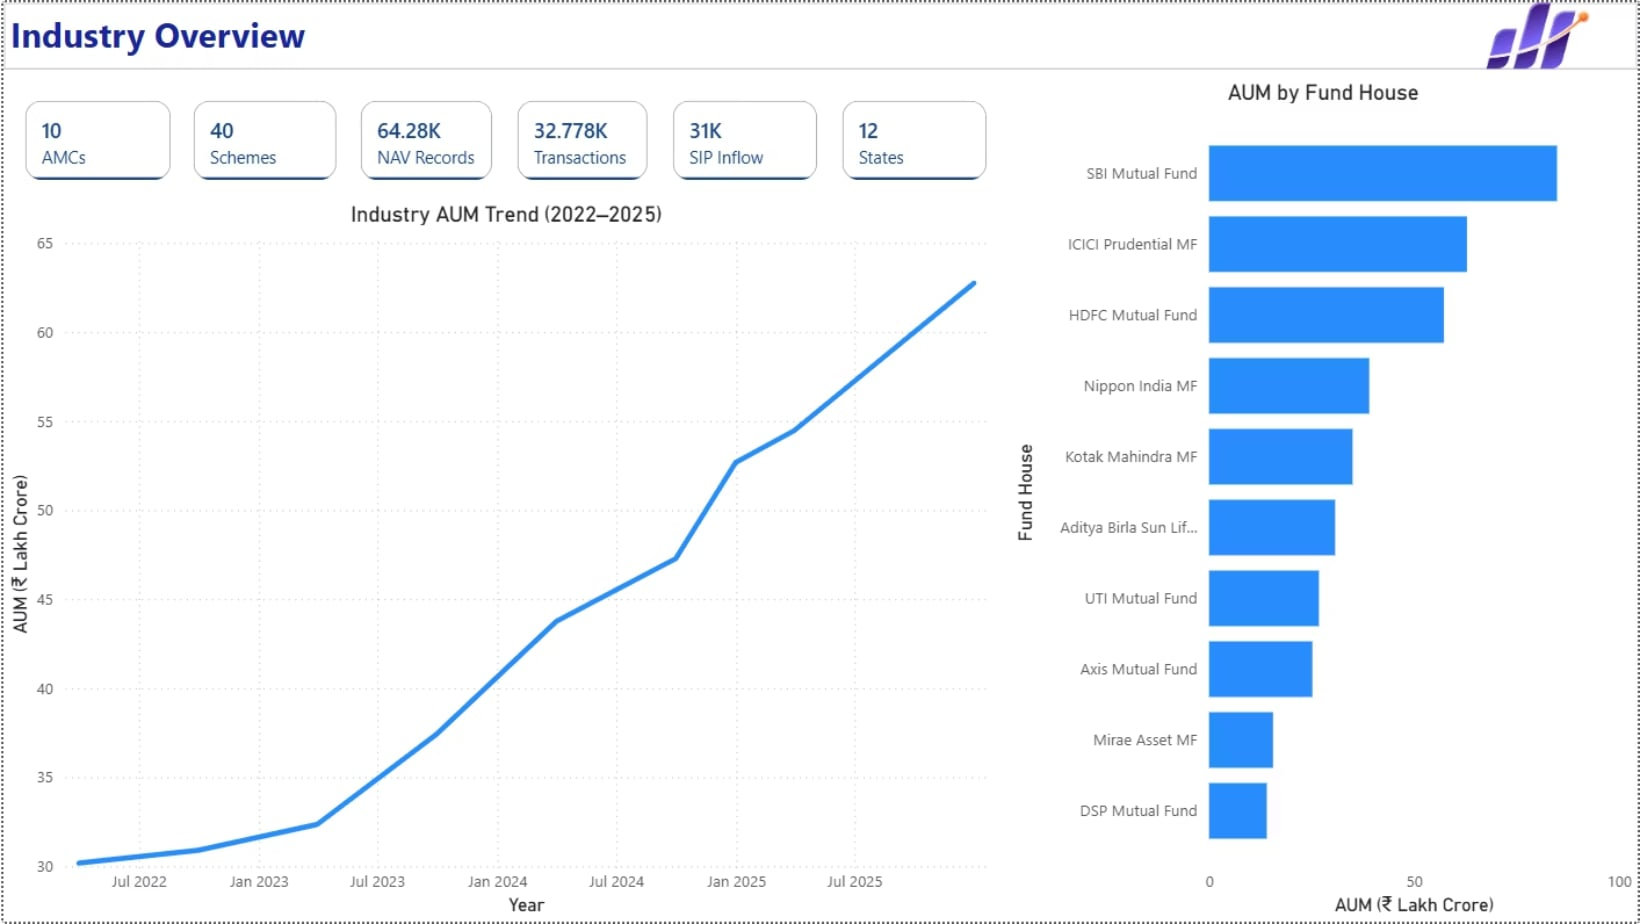 Industry Overview
10
AMCs
40
Schemes
64.28K
NAV Records
32.778K
Transactions
31K
SIP Inflow
12
States
Industry AUM Trend (2022–2025)
AUM (₹ Lakh Crore)
65
60
55
50
45
40
35
30
Jul 2022 Jan 2023 Jul 2023 Jan 2024 Jul 2024 Jan 2025 Jul 2025
Year
AUM by Fund House
Fund House
SBI Mutual Fund
ICICI Prudential MF
HDFC Mutual Fund
Nippon India MF
Kotak Mahindra MF
Aditya Birla Sun Lif...
UTI Mutual Fund
Axis Mutual Fund
Mirae Asset MF
DSP Mutual Fund
0 50 100
AUM (₹ Lakh Crore)